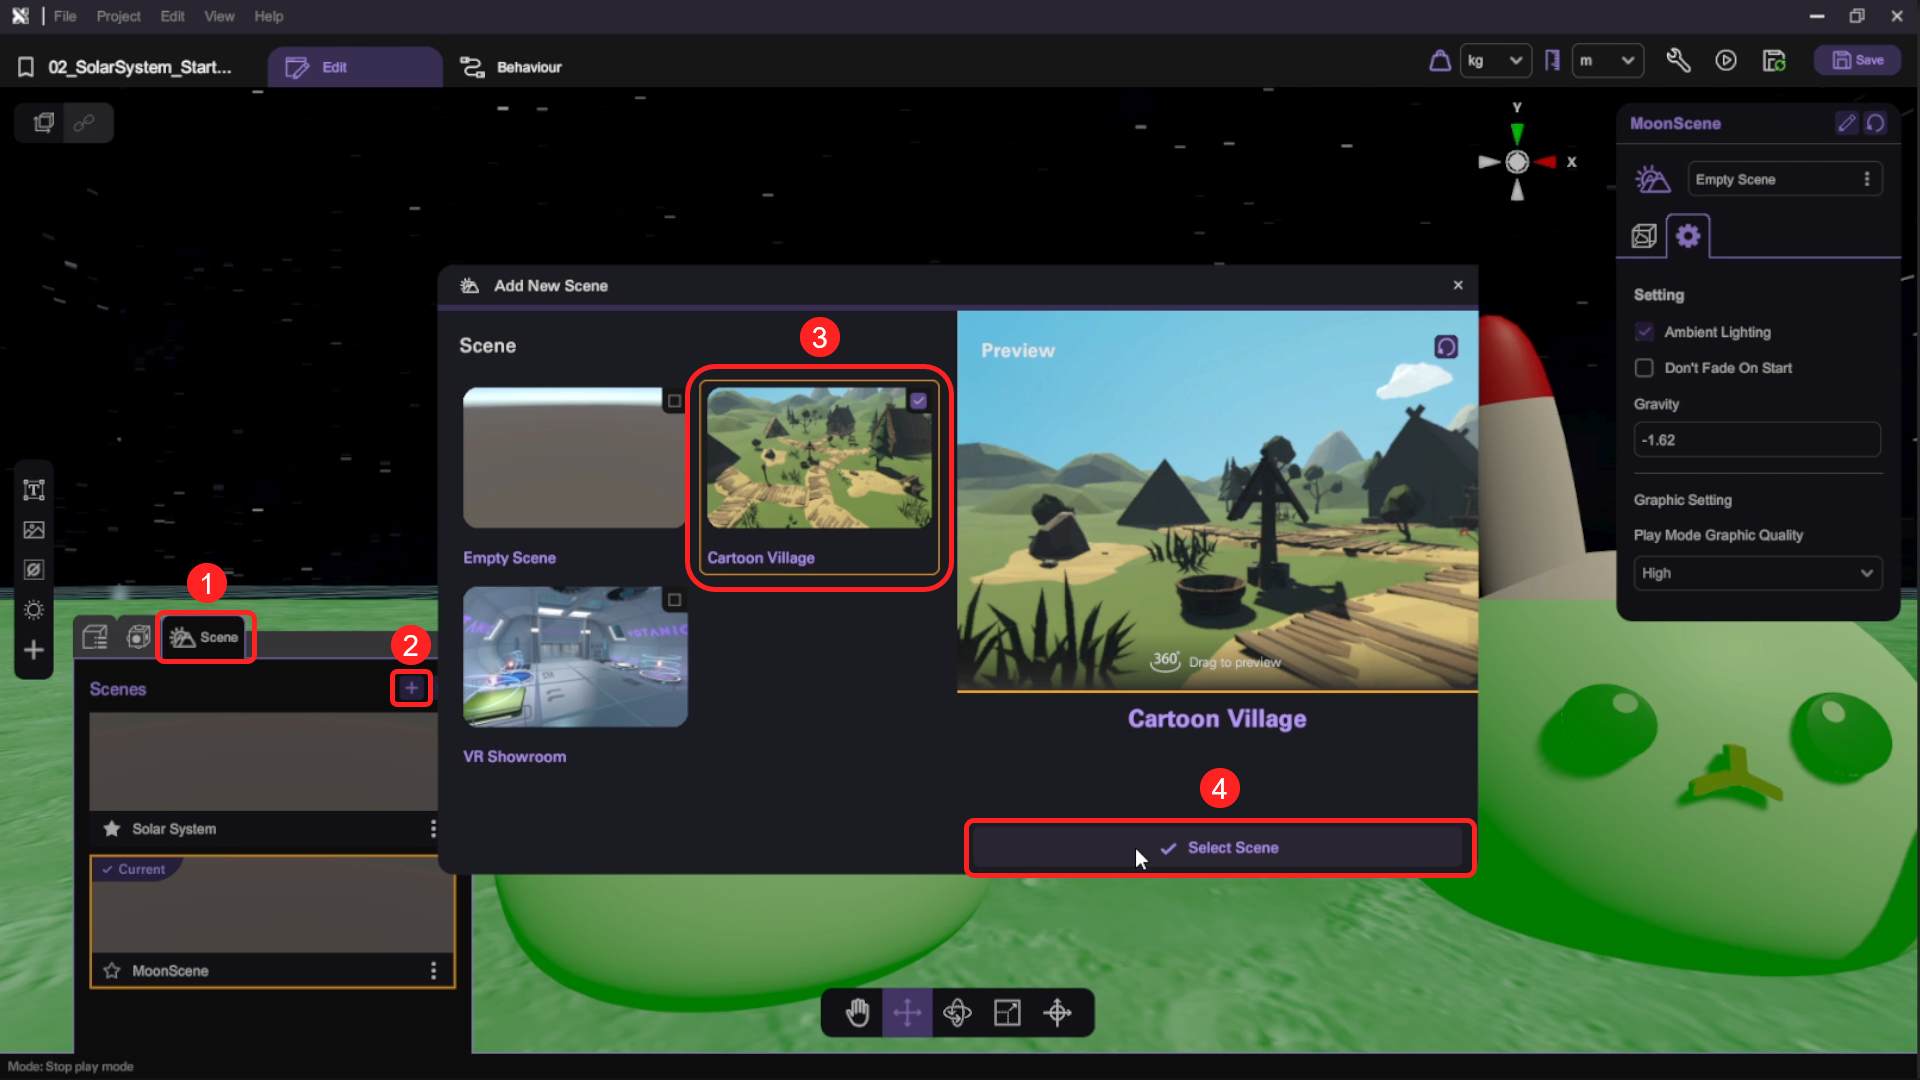 File Project Edit View Help
02_SolarSystem_Start... Edit Behaviour kg m Save
Y
X
MoonScene
Empty Scene
Setting
Ambient Lighting
Don't Fade On Start
Gravity
-1.62
Graphic Setting
Play Mode Graphic Quality
High
Add New Scene
Scene
3
Preview
Empty Scene
Cartoon Village
VR Showroom
360° Drag to preview
Cartoon Village
4
Select Scene
1
2
Scene
Scenes
Solar System
Current
MoonScene
Mode: Stop play mode